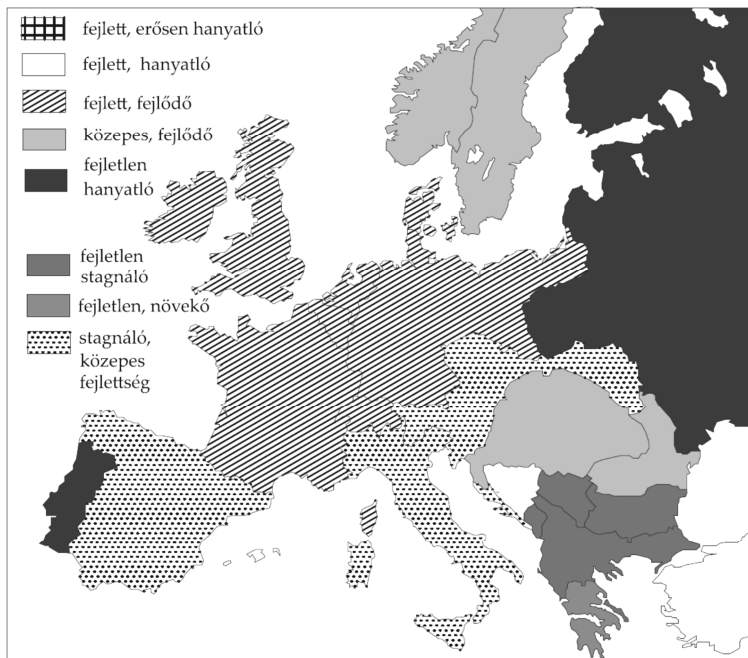 fejlett, erősen hanyatló
fejlett, hanyatló
fejlett, fejlődő
közepes, fejlődő
fejletlen
hanyatló
fejletlen
stagnáló
fejletlen, növekő
stagnáló,
közepes
fejlettség